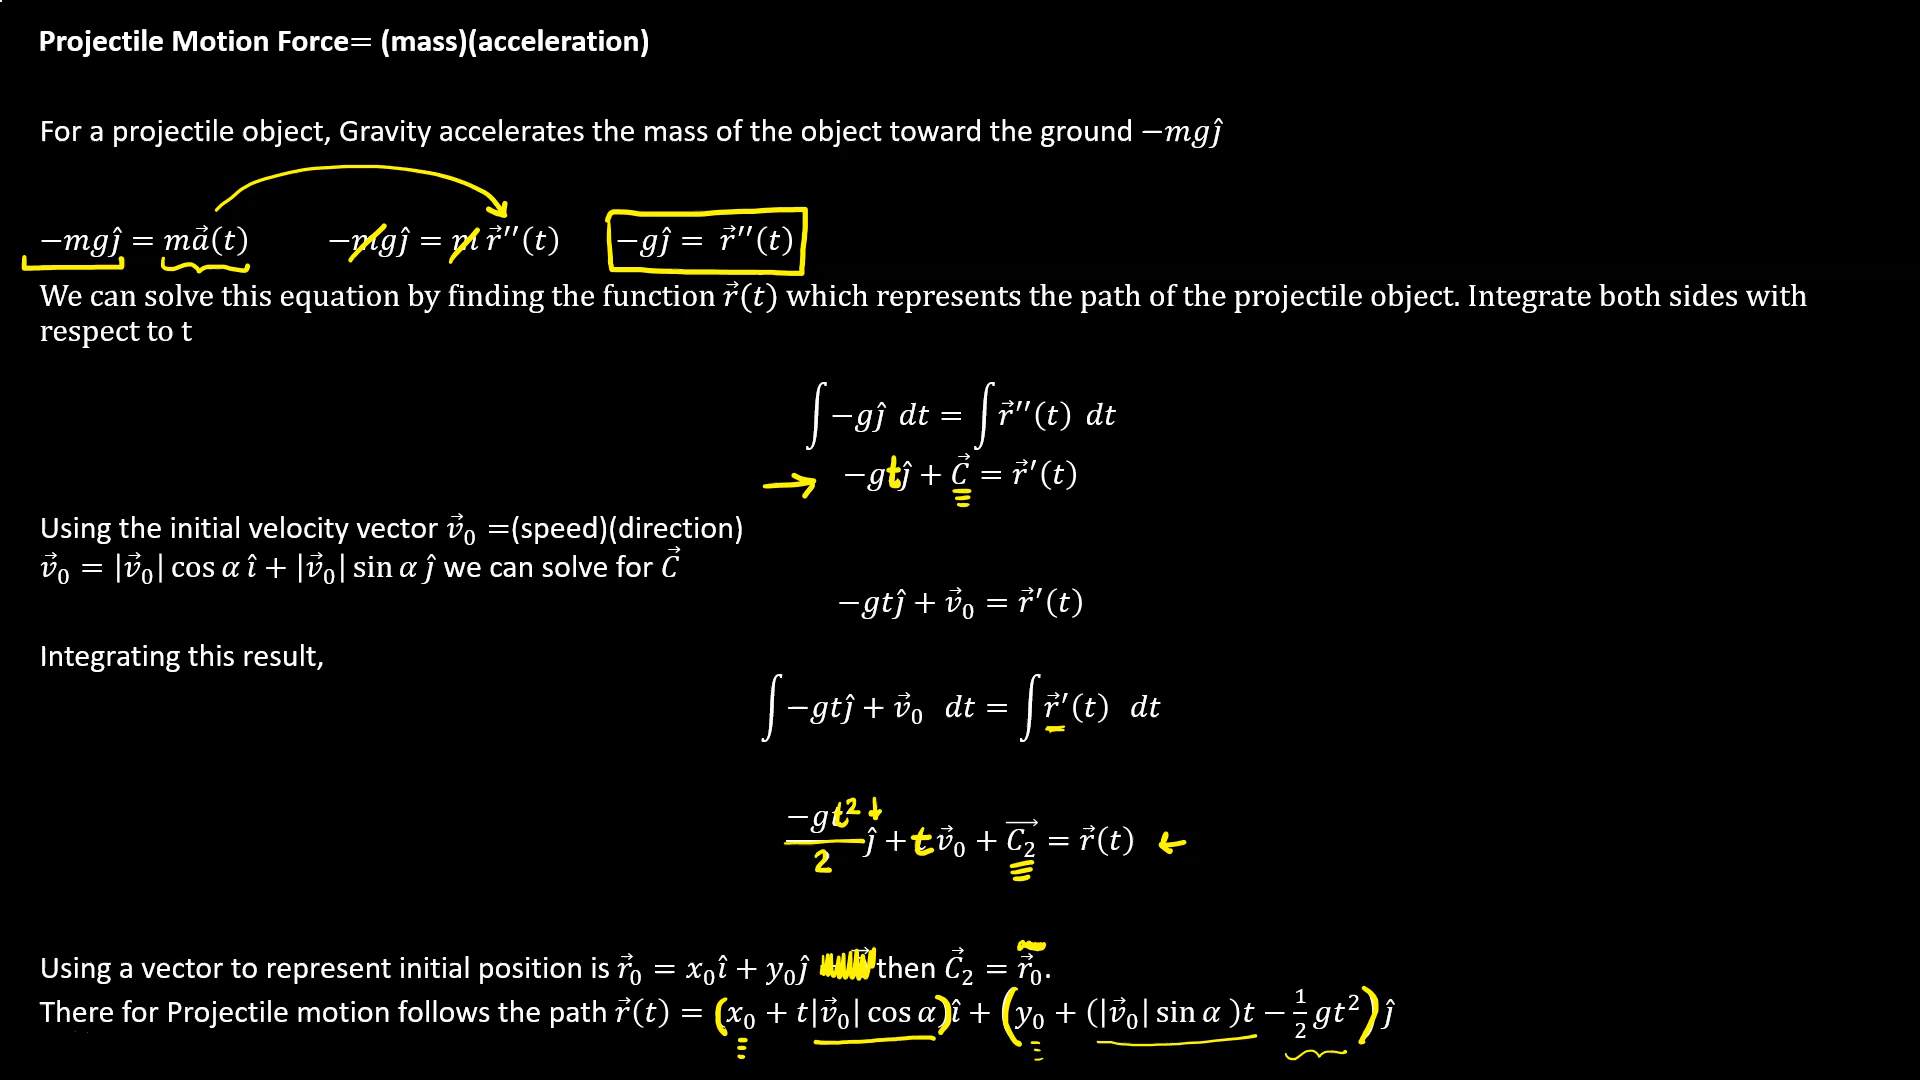 Projectile Motion Force= (mass)(acceleration)
For a projectile object, Gravity accelerates the mass of the object toward the ground −mgĵ
−mgĵ = ma⃗(t) −mgĵ = m r⃗′′(t) −gĵ = r⃗′′(t)
We can solve this equation by finding the function r⃗(t) which represents the path of the projectile object. Integrate both sides with
respect to t
∫ −gĵ dt = ∫ r⃗′′(t) dt
−gtĵ + C⃗ = r⃗′(t)
Using the initial velocity vector v⃗₀ =(speed)(direction)
v⃗₀ = |v⃗₀| cos α î + |v⃗₀| sin α ĵ we can solve for C⃗
−gtĵ + v⃗₀ = r⃗′(t)
Integrating this result,
∫ −gtĵ + v⃗₀ dt = ∫ r⃗′(t) dt
−gt²/2 ĵ + t v⃗₀ + C⃗₂ = r⃗(t)
Using a vector to represent initial position is r⃗₀ = x₀î + y₀ĵ then C⃗₂ = r⃗₀.
There for Projectile motion follows the path r⃗(t) = (x₀ + t|v⃗₀| cos α)î + (y₀ + (|v⃗₀| sin α )t − ½gt²)ĵ